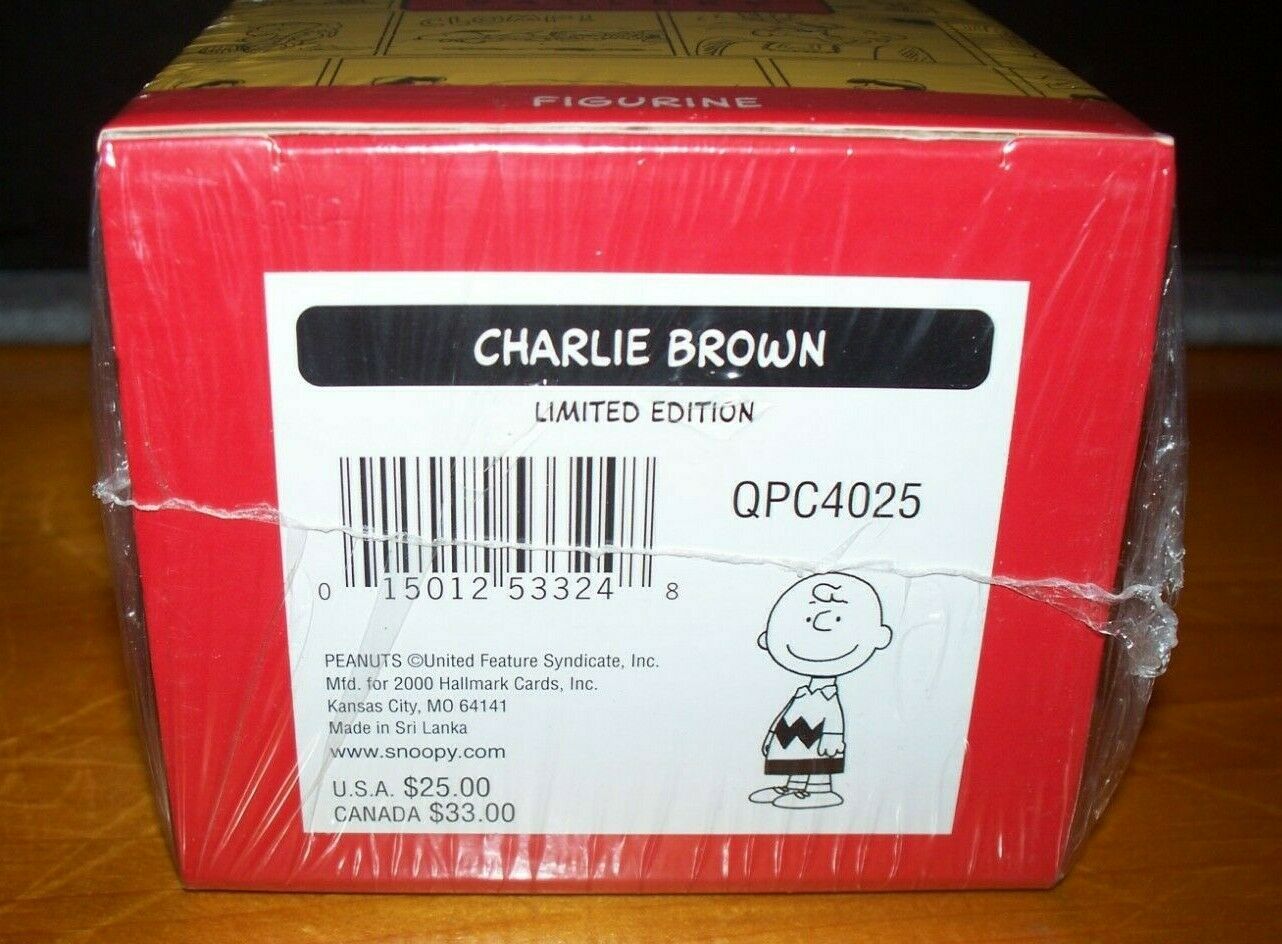 FIGURINE
CHARLIE BROWN
LIMITED EDITION
QPC4025
0 15012 53324 8
PEANUTS ©United Feature Syndicate, Inc.
Mfd. for 2000 Hallmark Cards, Inc.
Kansas City, MO 64141
Made in Sri Lanka
www.snoopy.com
U.S.A. $25.00
CANADA $33.00